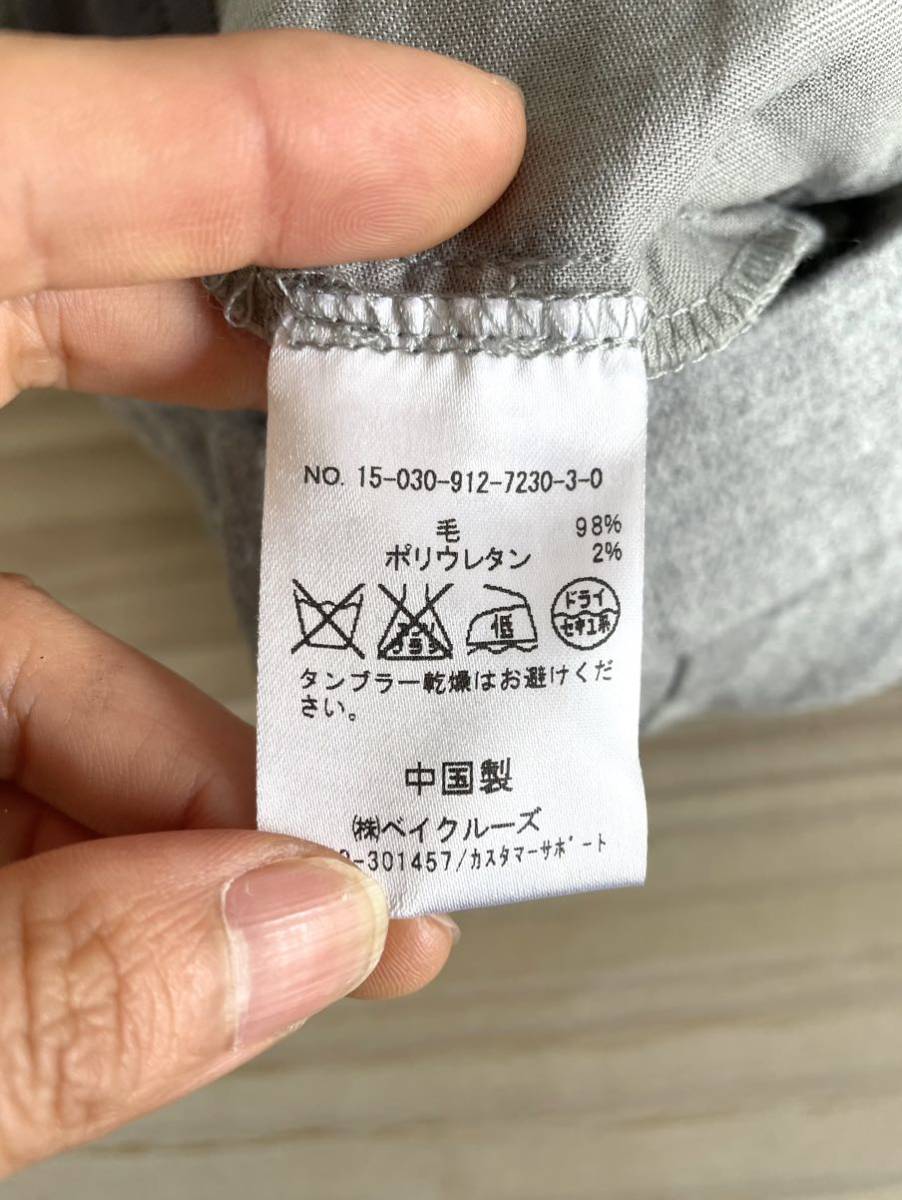 NO. 15-030-912-7230-3-0
毛 98%
ポリウレタン 2%
低
ドライ
セキユ系
タンブラー乾燥はお避けくだ
さい。
中国製
㈱ベイクルーズ
-301457/カスタマーサポート